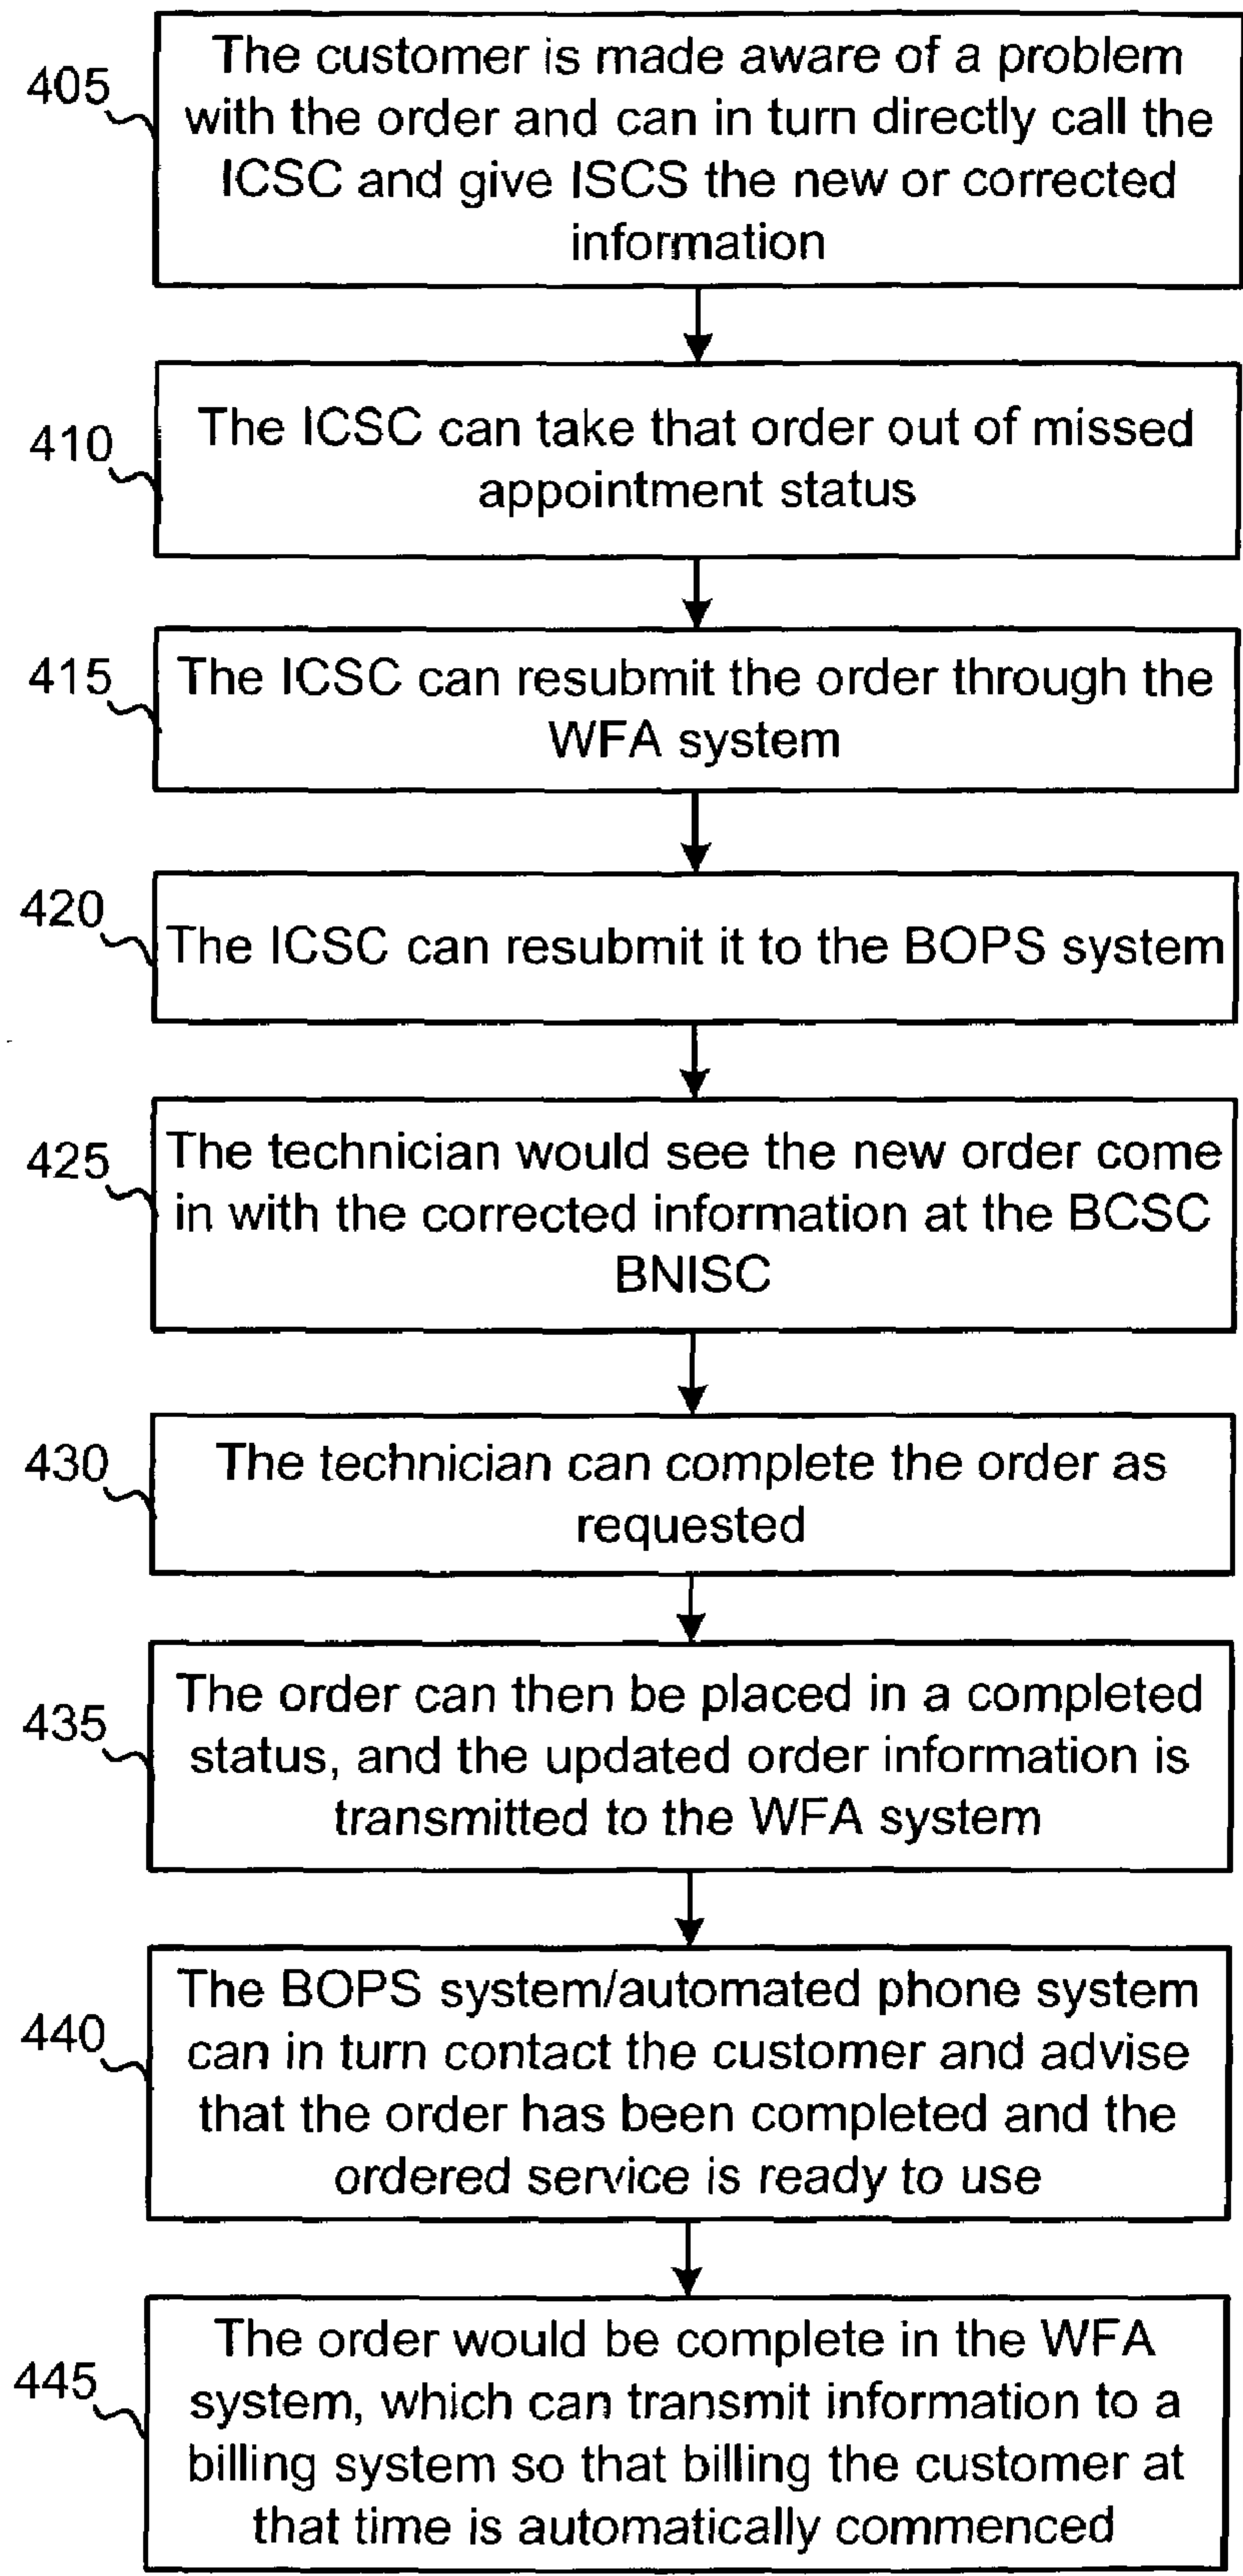 405
The customer is made aware of a problem
with the order and can in turn directly call the
ICSC and give ISCS the new or corrected
information
410
The ICSC can take that order out of missed
appointment status
415
The ICSC can resubmit the order through the
WFA system
420
The ICSC can resubmit it to the BOPS system
425
The technician would see the new order come
in with the corrected information at the BCSC
BNISC
430
The technician can complete the order as
requested
435
The order can then be placed in a completed
status, and the updated order information is
transmitted to the WFA system
440
The BOPS system/automated phone system
can in turn contact the customer and advise
that the order has been completed and the
ordered service is ready to use
445
The order would be complete in the WFA
system, which can transmit information to a
billing system so that billing the customer at
that time is automatically commenced